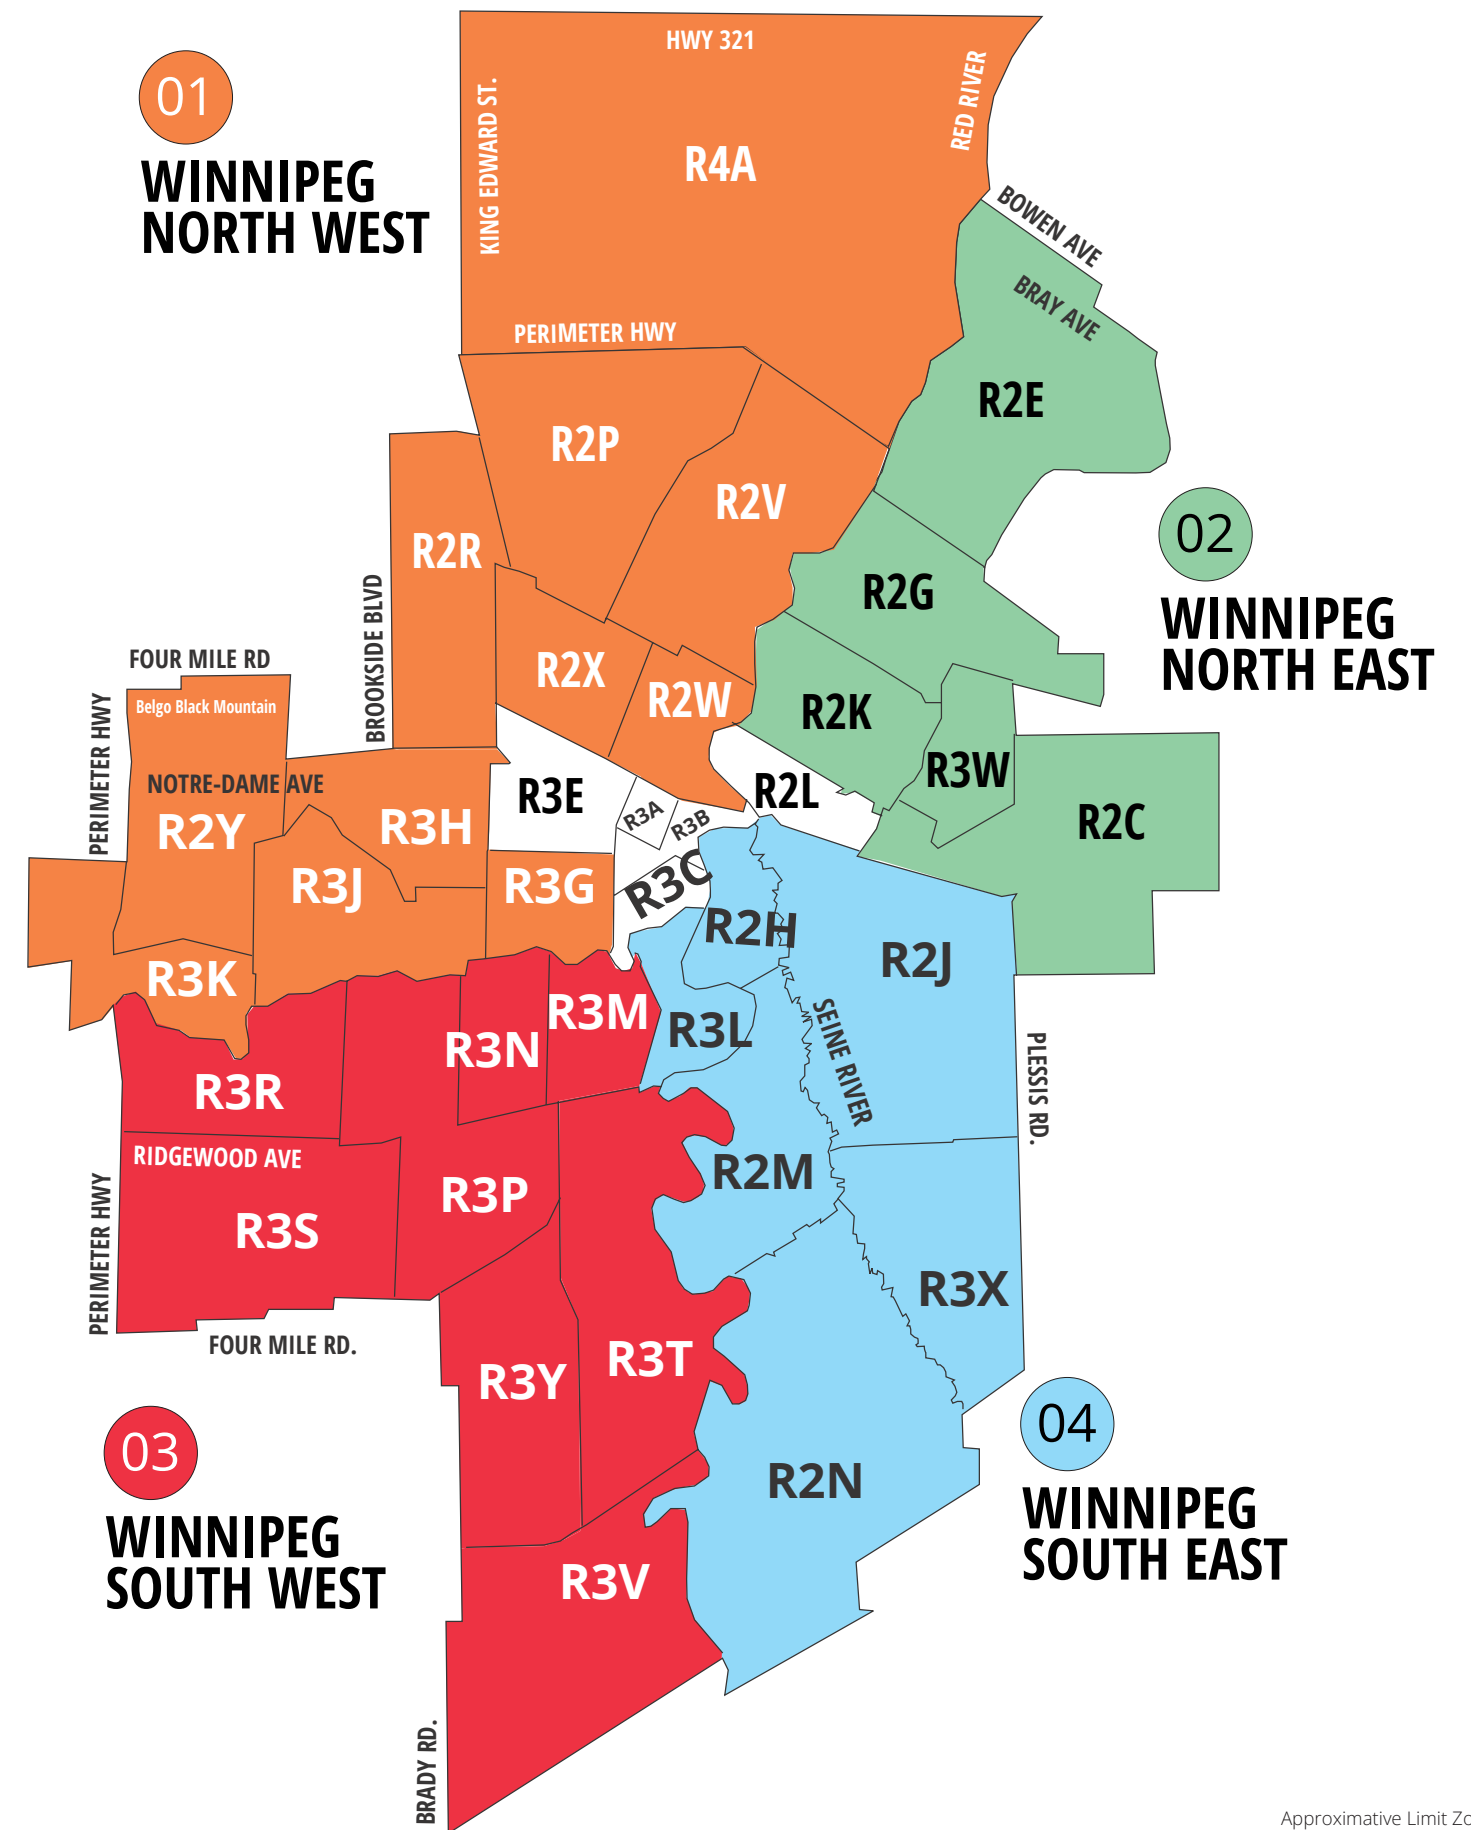 01
WINNIPEG
NORTH WEST
HWY 321
KING EDWARD ST.
RED RIVER
R4A
BOWEN AVE
BRAY AVE
PERIMETER HWY
R2E
R2P
R2V
R2R
02
WINNIPEG
NORTH EAST
R2G
BROOKSIDE BLVD
FOUR MILE RD
PERIMETER HWY
Belgo Black Mountain
R2X
R2W
R2K
R3W
NOTRE-DAME AVE
R2Y
R3H
R3E
R3A
R3B
R2L
R2C
R3J
R3G
R3C
R2H
R2J
R3K
R3M
R3N
R3L
SEINE RIVER
PLESSIS RD.
R3R
RIDGEWOOD AVE
PERIMETER HWY
R3S
R3P
R2M
R3X
FOUR MILE RD.
R3Y
R3T
03
WINNIPEG
SOUTH WEST
04
WINNIPEG
SOUTH EAST
R2N
R3V
BRADY RD.
Approximative Limit Zo